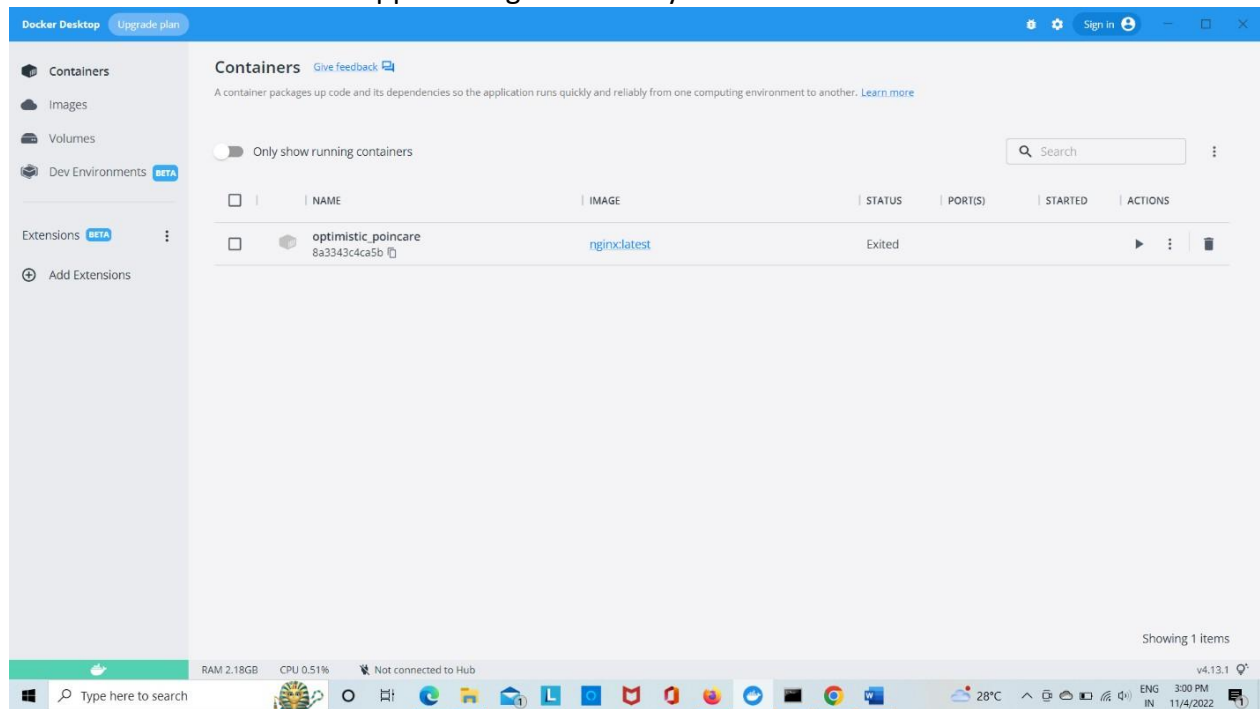 Docker Desktop Upgrade plan Sign in
Containers
Images
Volumes
Dev Environments BETA
Extensions BETA
Add Extensions
Containers Give feedback
A container packages up code and its dependencies so the application runs quickly and reliably from one computing environment to another. Learn more
Only show running containers
Search
NAME IMAGE STATUS PORT(S) STARTED ACTIONS
optimistic_poincare nginx:latest Exited
8a3343c4ca5b
Showing 1 items
RAM 2.18GB CPU 0.51% Not connected to Hub v4.13.1
Type here to search 28°C ENG 3:00 PM
IN 11/4/2022